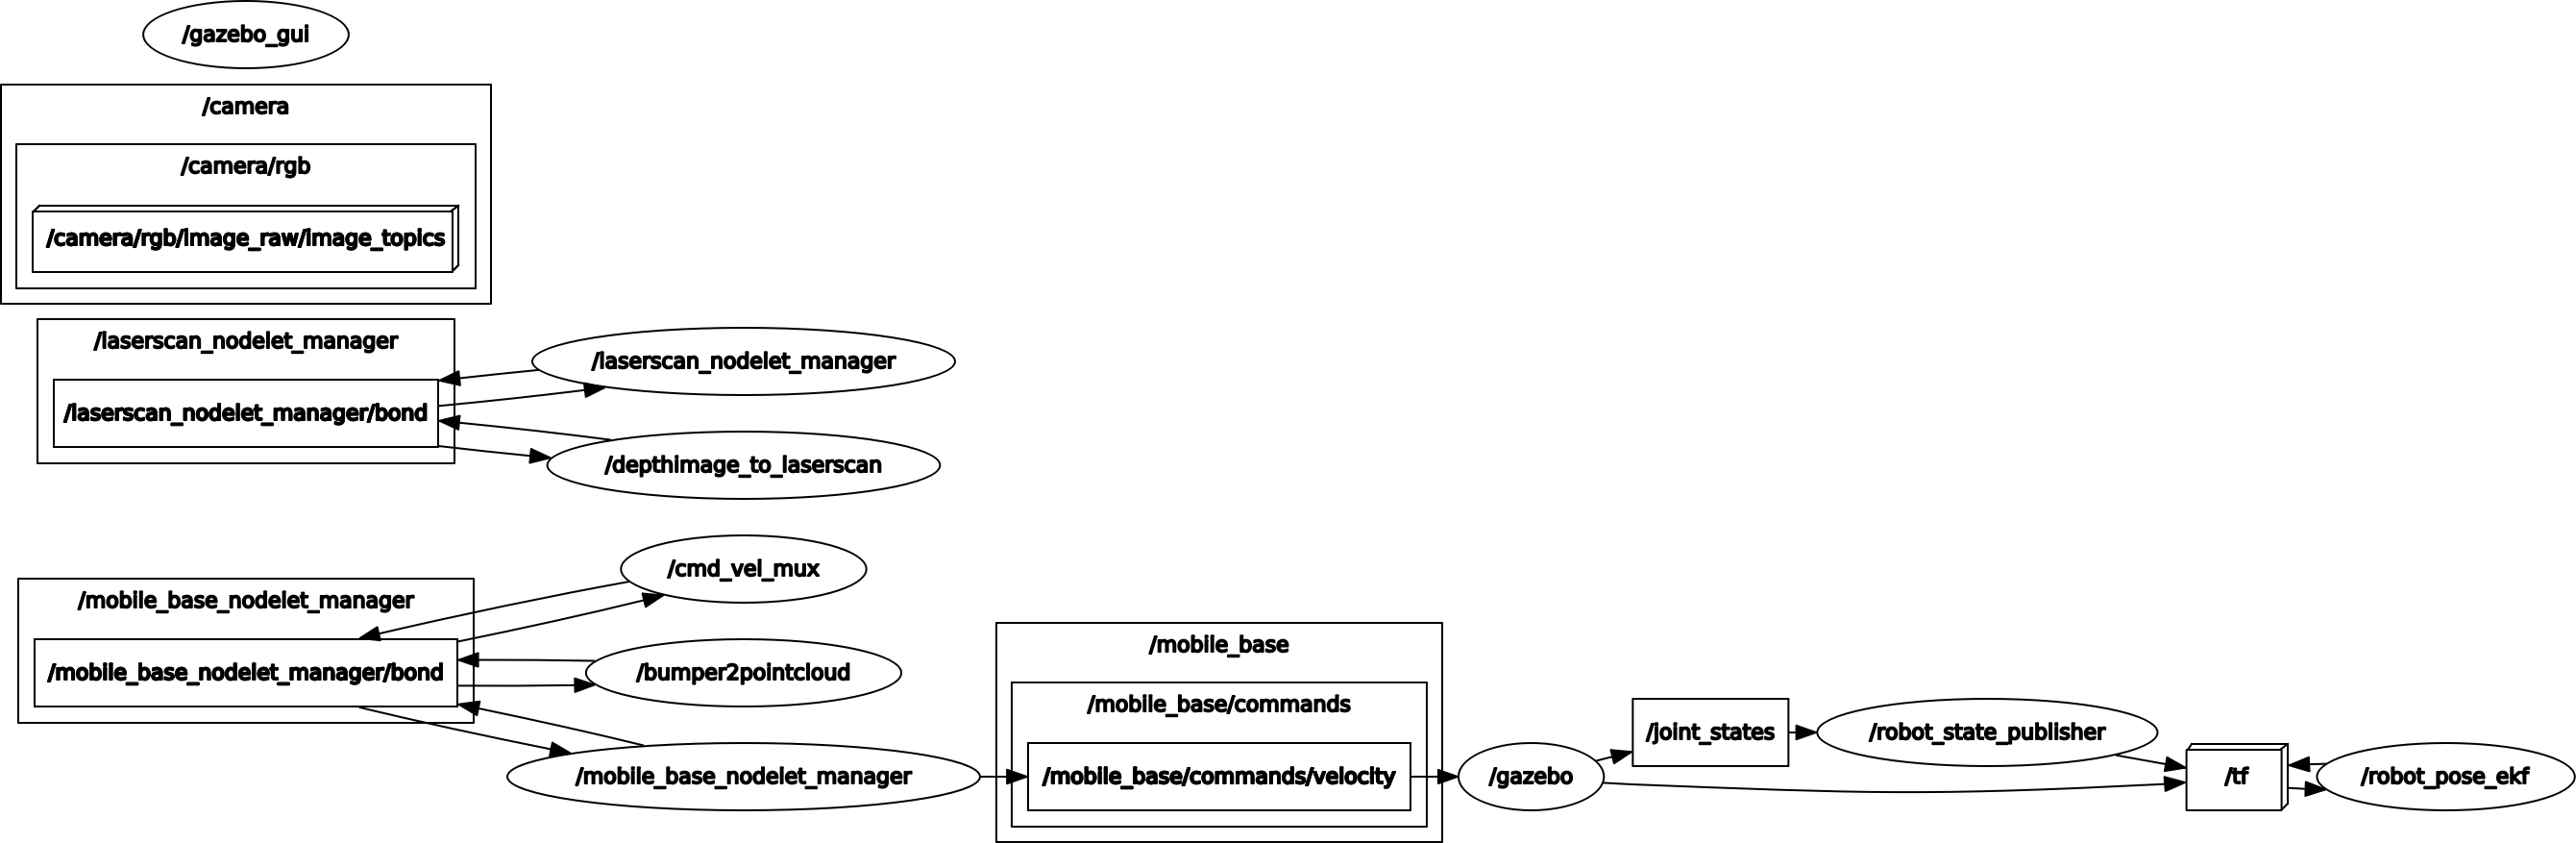 /gazebo_gui
/camera
/camera/rgb
/camera/rgb/image_raw/image_topics
/laserscan_nodelet_manager
/laserscan_nodelet_manager/bond
/laserscan_nodelet_manager
/depthimage_to_laserscan
/mobile_base_nodelet_manager
/mobile_base_nodelet_manager/bond
/cmd_vel_mux
/bumper2pointcloud
/mobile_base_nodelet_manager
/mobile_base
/mobile_base/commands
/mobile_base/commands/velocity
/gazebo
/joint_states
/robot_state_publisher
/tf
/robot_pose_ekf